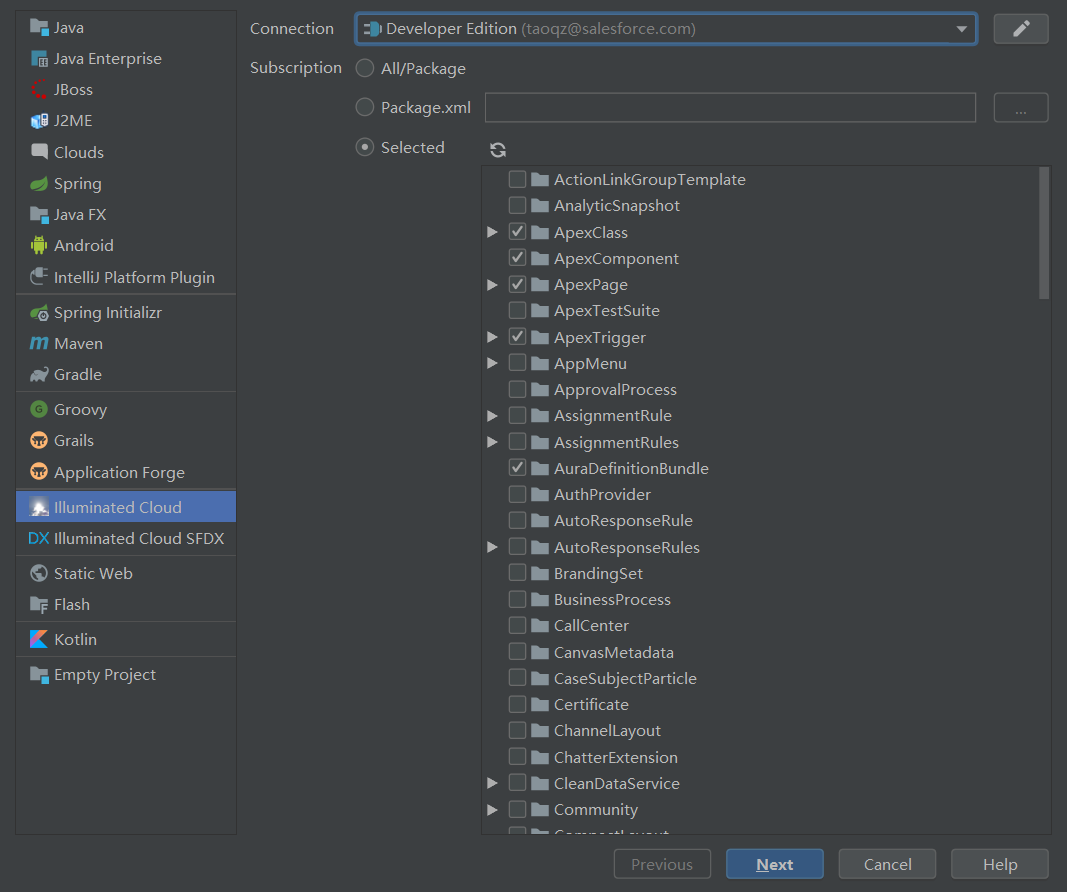 Java
Java Enterprise
JBoss
J2ME
Clouds
Spring
Java FX
Android
IntelliJ Platform Plugin
Spring Initializr
Maven
Gradle
Groovy
Grails
Application Forge
Illuminated Cloud
DX Illuminated Cloud SFDX
Static Web
Flash
Kotlin
Empty Project
Connection
Developer Edition (taoqz@salesforce.com)
Subscription
All/Package
Package.xml
...
Selected
ActionLinkGroupTemplate
AnalyticSnapshot
ApexClass
ApexComponent
ApexPage
ApexTestSuite
ApexTrigger
AppMenu
ApprovalProcess
AssignmentRule
AssignmentRules
AuraDefinitionBundle
AuthProvider
AutoResponseRule
AutoResponseRules
BrandingSet
BusinessProcess
CallCenter
CanvasMetadata
CaseSubjectParticle
Certificate
ChannelLayout
ChatterExtension
CleanDataService
Community
CompactLayout
Previous
Next
Cancel
Help